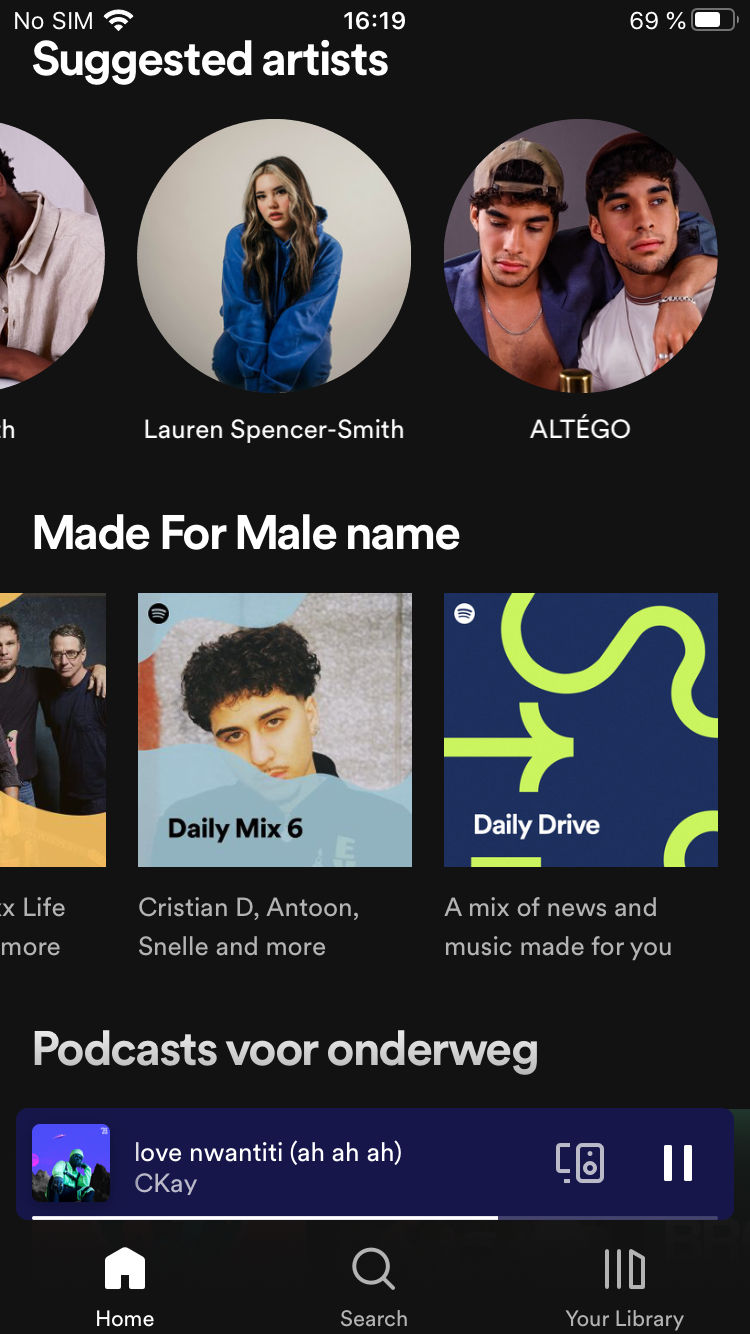 No SIM 16:19 69 %
Suggested artists
h
Lauren Spencer-Smith
ALTÉGO
Made For Male name
Daily Mix 6
Daily Drive
x Life
more
Cristian D, Antoon,
Snelle and more
A mix of news and
music made for you
Podcasts voor onderweg
love nwantiti (ah ah ah)
CKay
Home
Search
Your Library